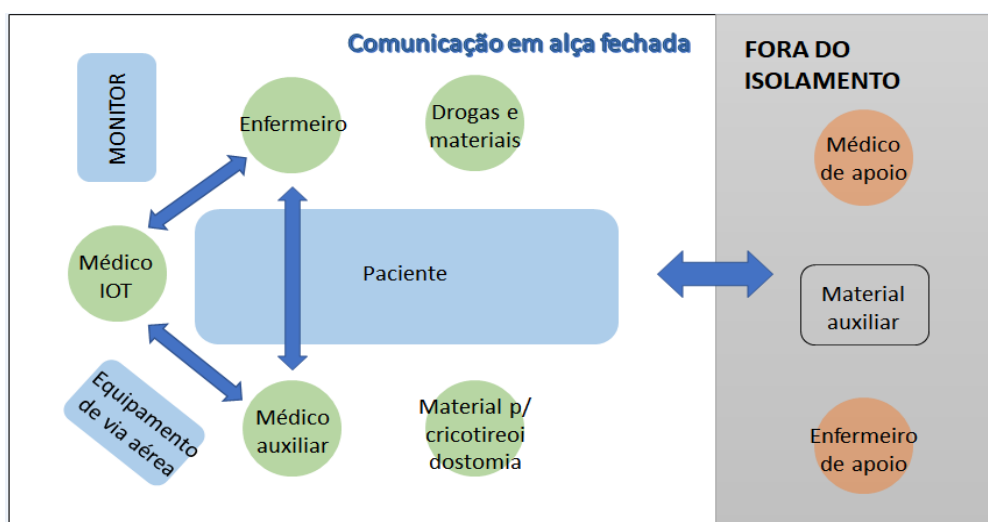 Comunicação em alça fechada
MONITOR
Enfermeiro
Drogas e
materiais
Médico
IOT
Paciente
Equipamento
de via aérea
Médico
auxiliar
Material p/
cricotireoi
dostomia
FORA DO
ISOLAMENTO
Médico
de apoio
Material
auxiliar
Enfermeiro
de apoio